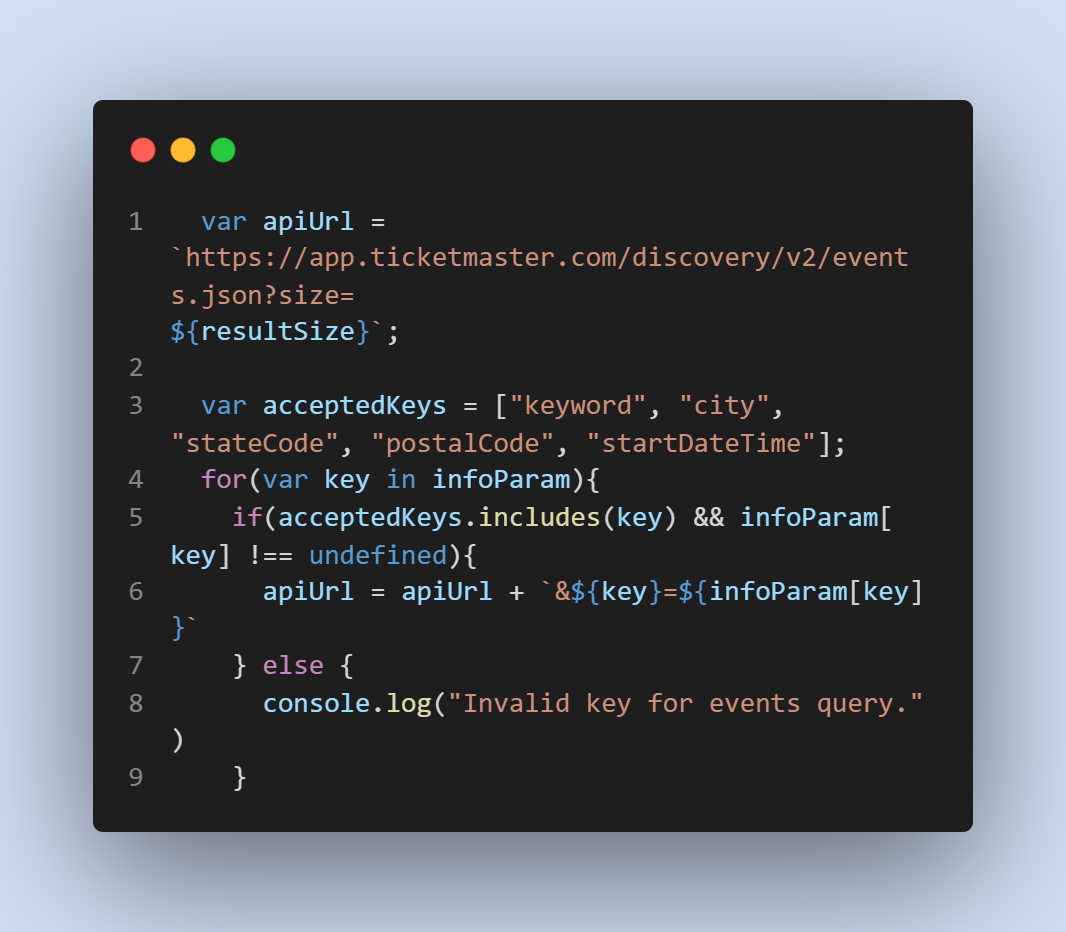 1 var apiUrl =
`https://app.ticketmaster.com/discovery/v2/event
s.json?size=
${resultSize}`;
2
3 var acceptedKeys = ["keyword", "city",
"stateCode", "postalCode", "startDateTime"];
4 for(var key in infoParam){
5 if(acceptedKeys.includes(key) && infoParam[
key] !== undefined){
6 apiUrl = apiUrl + `&${key}=${infoParam[key]
}`
7 } else {
8 console.log("Invalid key for events query."
)
9 }